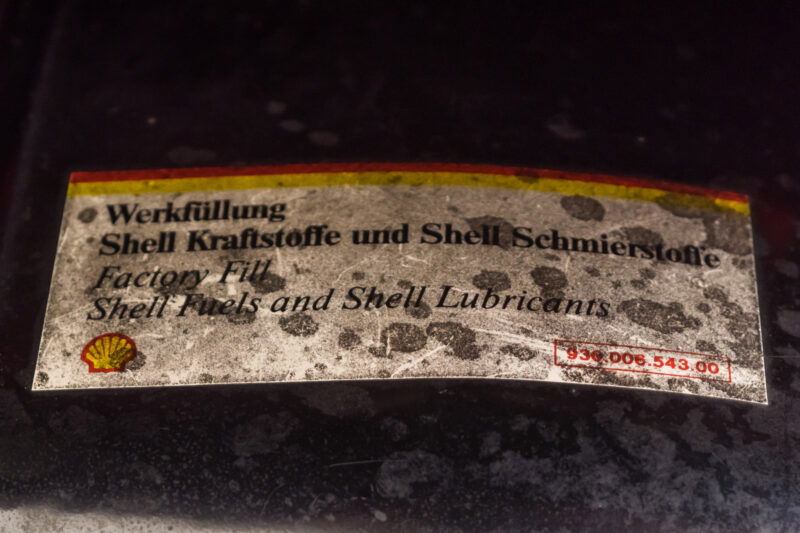 Werkfüllung
Shell Kraftstoffe und Shell Schmierstoffe
Factory Fill
Shell Fuels and Shell Lubricants
930.006.543.00